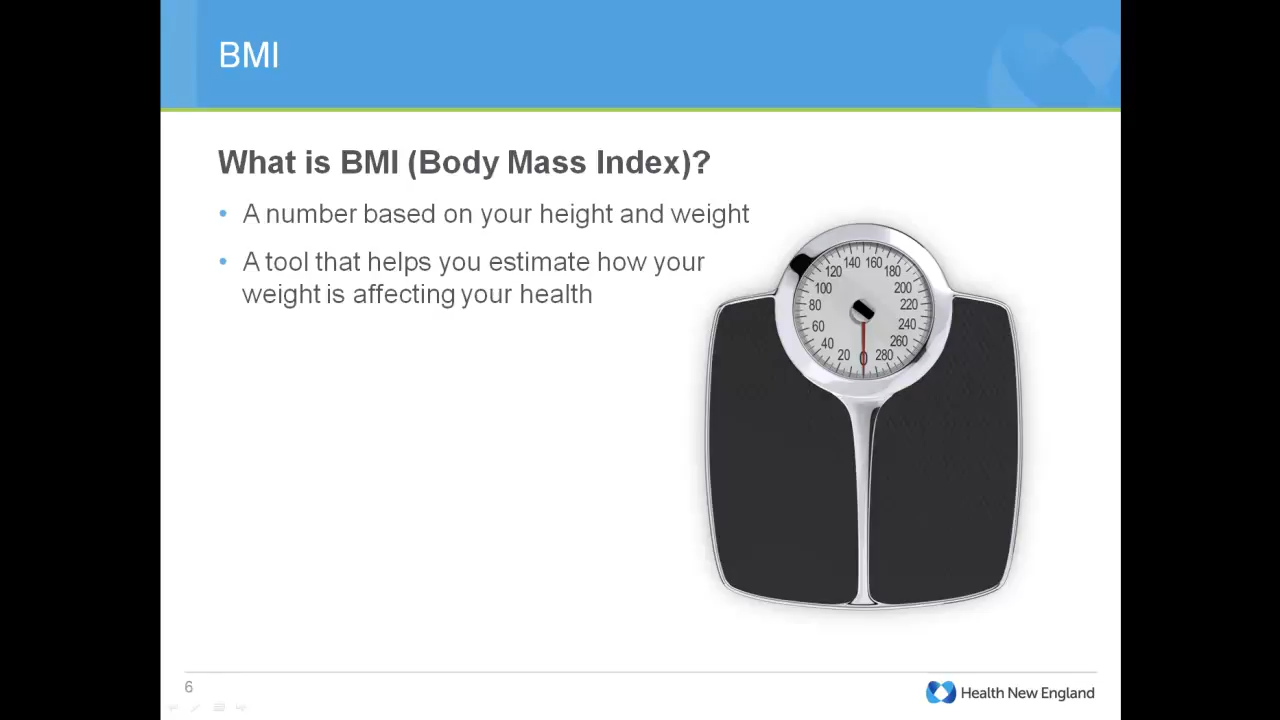 BMI
What is BMI (Body Mass Index)?
• A number based on your height and weight
• A tool that helps you estimate how your
weight is affecting your health
140 160
120 180
100 200
80 220
60 240
40 260
20 0 280
6
Health New England